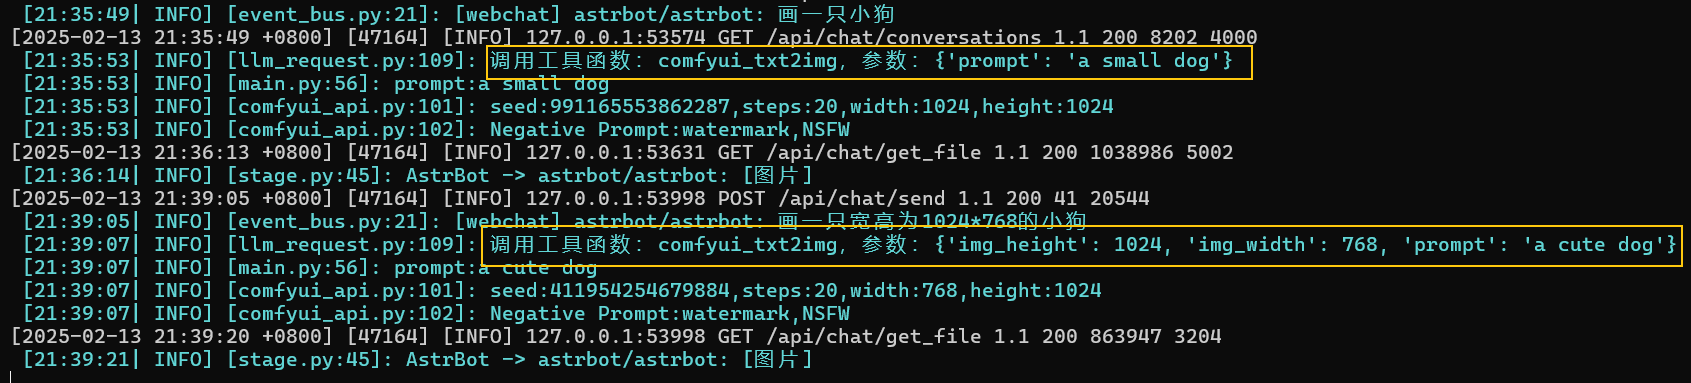 [21:35:49| INFO] [event_bus.py:21]: [webchat] astrbot/astrbot: 画一只小狗
[2025-02-13 21:35:49 +0800] [47164] [INFO] 127.0.0.1:53574 GET /api/chat/conversations 1.1 200 8202 4000
[21:35:53| INFO] [llm_request.py:109]: 调用工具函数：comfyui_txt2img，参数：{'prompt': 'a small dog'}
[21:35:53| INFO] [main.py:56]: prompt:a small dog
[21:35:53| INFO] [comfyui_api.py:101]: seed:991165553862287,steps:20,width:1024,height:1024
[21:35:53| INFO] [comfyui_api.py:102]: Negative Prompt:watermark,NSFW
[2025-02-13 21:36:13 +0800] [47164] [INFO] 127.0.0.1:53631 GET /api/chat/get_file 1.1 200 1038986 5002
[21:36:14| INFO] [stage.py:45]: AstrBot -> astrbot/astrbot: [图片]
[2025-02-13 21:39:05 +0800] [47164] [INFO] 127.0.0.1:53998 POST /api/chat/send 1.1 200 41 20544
[21:39:05| INFO] [event_bus.py:21]: [webchat] astrbot/astrbot: 画一只宽高为1024*768的小狗
[21:39:07| INFO] [llm_request.py:109]: 调用工具函数：comfyui_txt2img，参数：{'img_height': 1024, 'img_width': 768, 'prompt': 'a cute dog'}
[21:39:07| INFO] [main.py:56]: prompt:a cute dog
[21:39:07| INFO] [comfyui_api.py:101]: seed:411954254679884,steps:20,width:768,height:1024
[21:39:07| INFO] [comfyui_api.py:102]: Negative Prompt:watermark,NSFW
[2025-02-13 21:39:20 +0800] [47164] [INFO] 127.0.0.1:53998 GET /api/chat/get_file 1.1 200 863947 3204
[21:39:21| INFO] [stage.py:45]: AstrBot -> astrbot/astrbot: [图片]